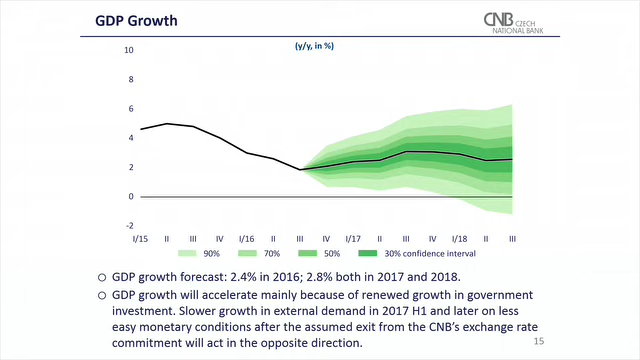 GDP Growth
CNB CZECH
NATIONAL BANK
(y/y, in %)
10
8
6
4
2
0
-2
I/15 II III IV I/16 II III IV I/17 II III IV I/18 II III
90% 70% 50% 30% confidence interval
GDP growth forecast: 2.4% in 2016; 2.8% both in 2017 and 2018.
GDP growth will accelerate mainly because of renewed growth in government
investment. Slower growth in external demand in 2017 H1 and later on less
easy monetary conditions after the assumed exit from the CNB's exchange rate
commitment will act in the opposite direction.
15